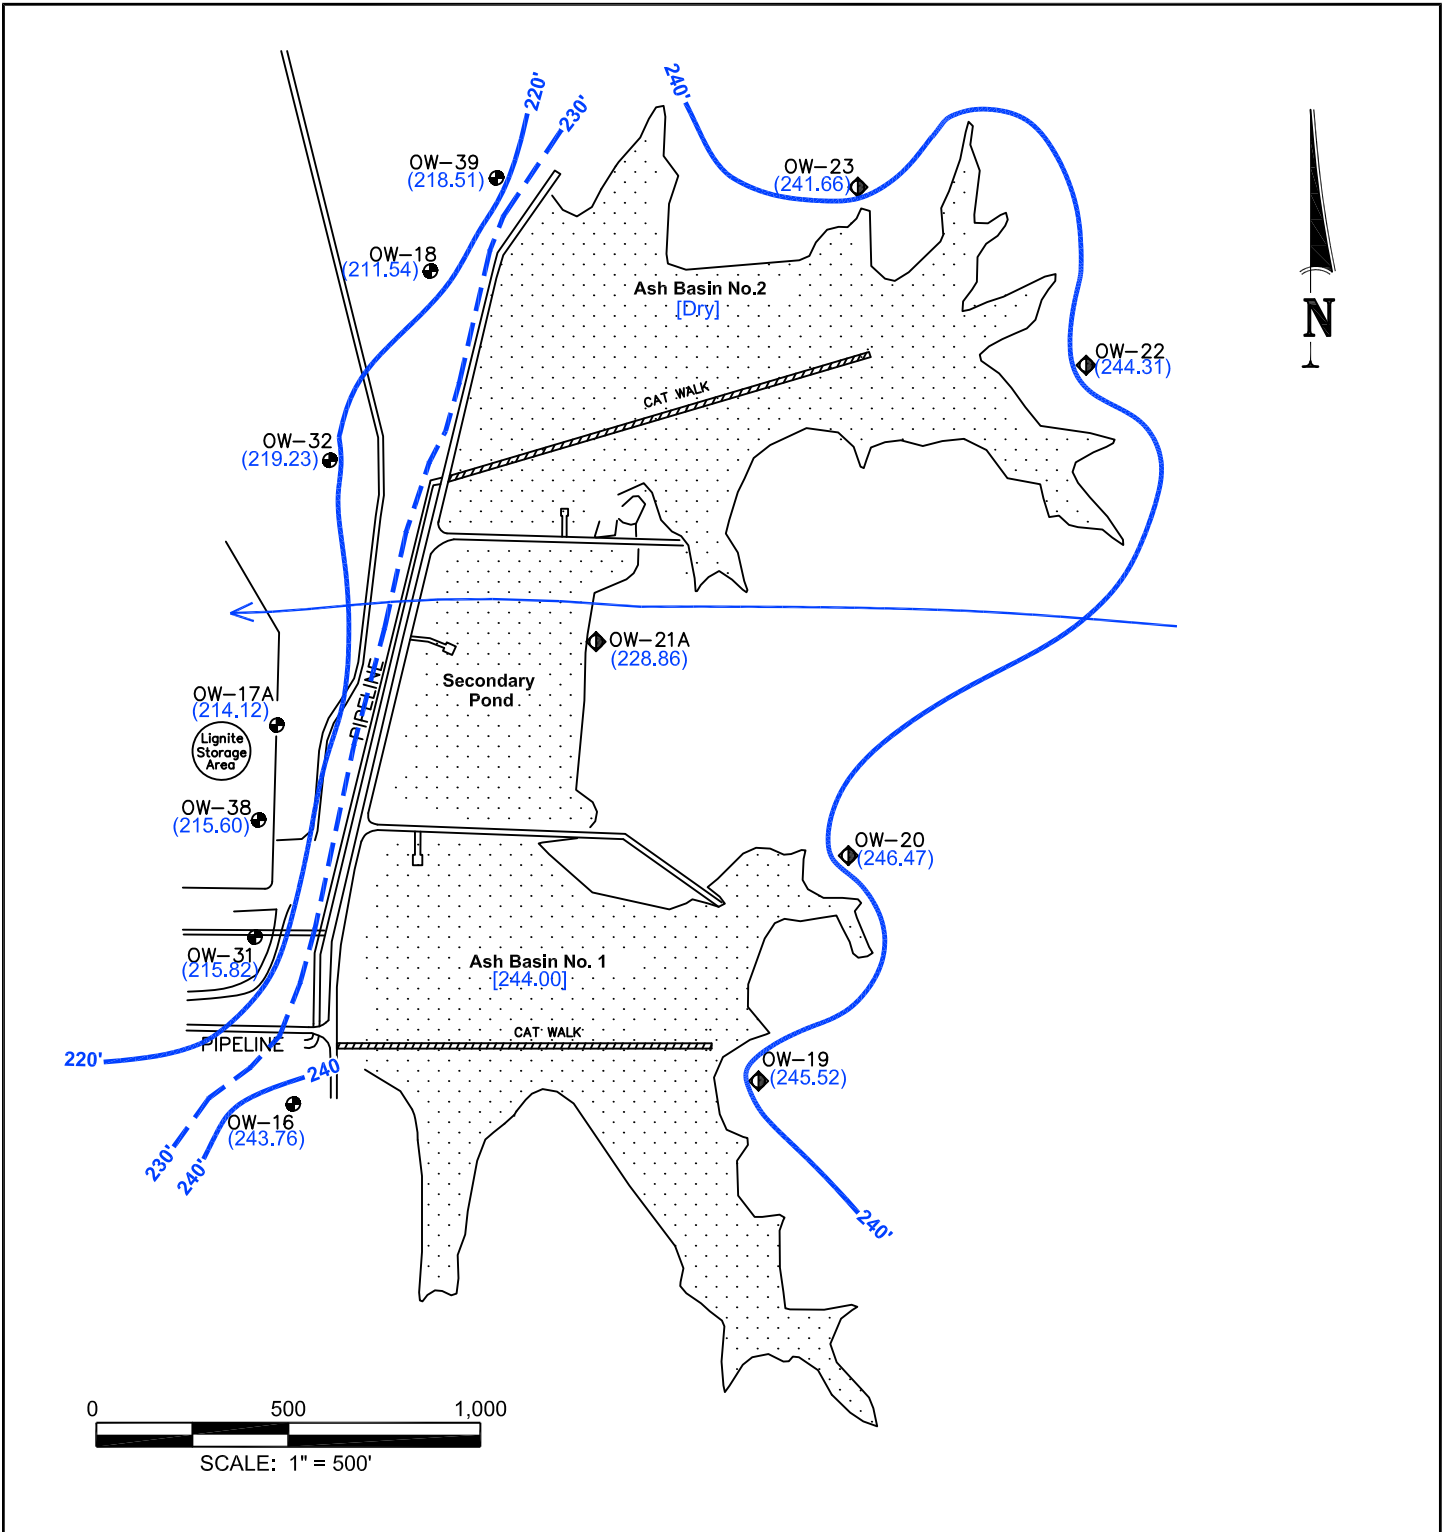 240'
220'
230'
OW-39
(218.51)
OW-23
(241.66)
OW-18
(211.54)
Ash Basin No.2
[Dry]
N
OW-22
(244.31)
CAT WALK
OW-32
(219.23)
OW-21A
(228.86)
PIPELINE
Secondary
Pond
OW-17A
(214.12)
Lignite
Storage
Area
OW-38
(215.60)
OW-20
(246.47)
OW-31
(215.82)
Ash Basin No. 1
[244.00]
CAT WALK
PIPELINE
220'
OW-19
(245.52)
240
OW-16
(243.76)
230'
240'
240'
0 500 1,000
SCALE: 1" = 500'